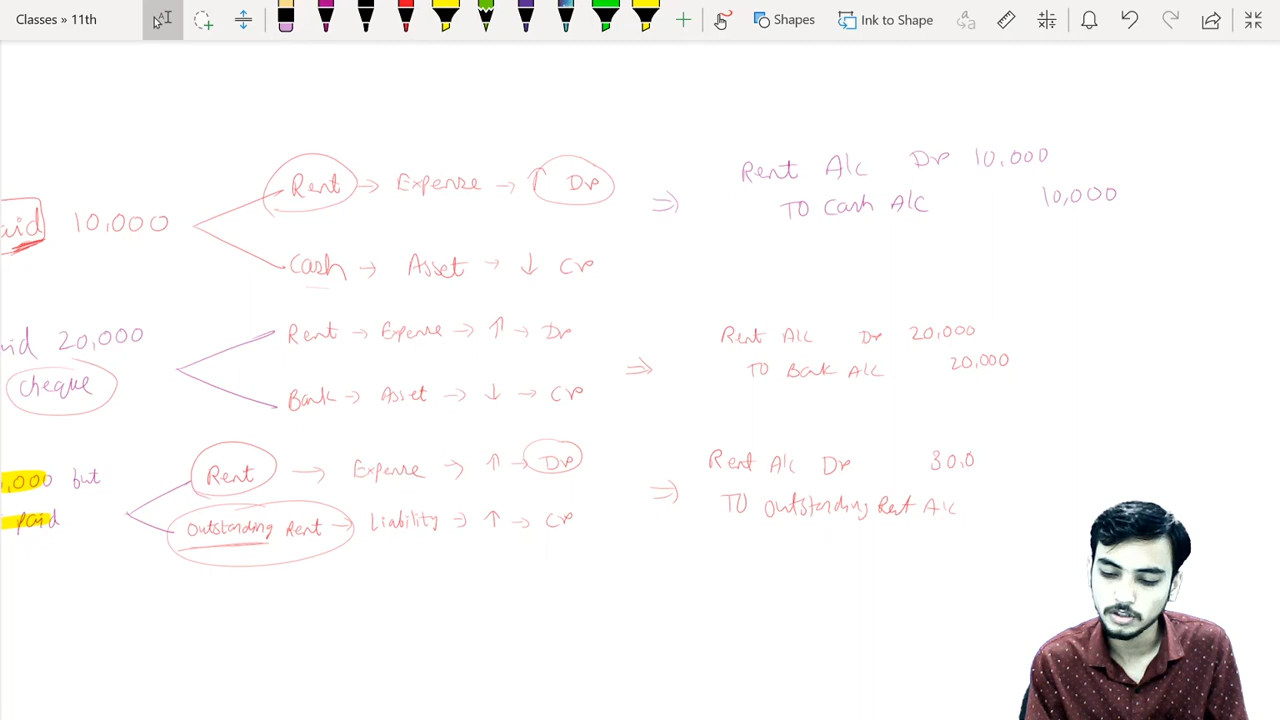 Classes » 11th
Shapes
Ink to Shape
aid 10,000
Rent → Expense → ↑ Dr
Cash → Asset → ↓ Cr
⇒ Rent A/c Dr 10,000
TO Cash A/c 10,000
id 20,000
cheque
Rent → Expense → ↑ → Dr
Bank → Asset → ↓ → Cr
⇒ Rent A/c Dr 20,000
TO Bank A/c 20,000
,000 but
paid
Rent → Expense → ↑ → Dr
Outstanding Rent → Liability → ↑ → Cr
⇒ Rent A/c Dr 30,0
TO Outstanding Rent A/c